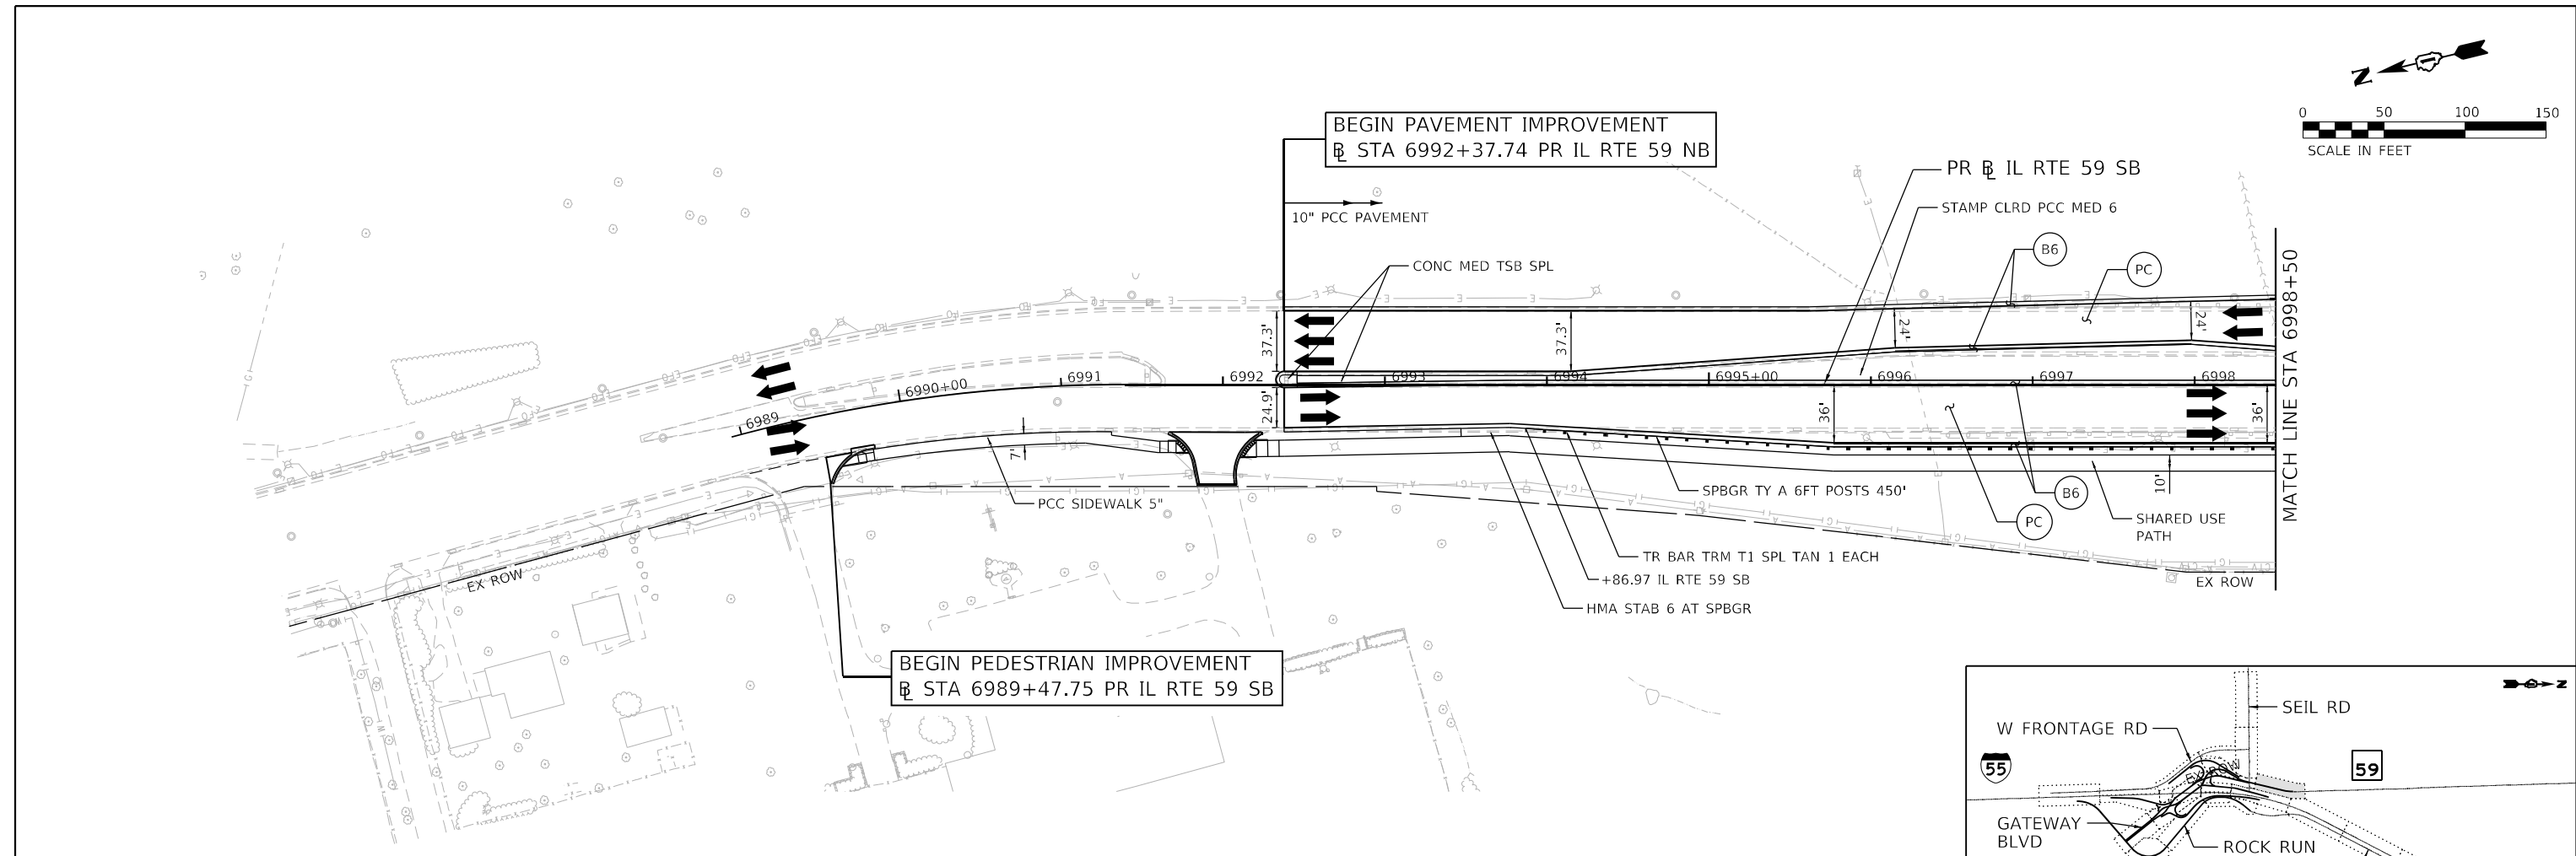 N
0 50 100 150
SCALE IN FEET
BEGIN PAVEMENT IMPROVEMENT
BL STA 6992+37.74 PR IL RTE 59 NB
10" PCC PAVEMENT
PR BL IL RTE 59 SB
STAMP CLRD PCC MED 6
CONC MED TSB SPL
B6
PC
MATCH LINE STA 6998+50
37.3'
37.3'
24'
24'
6989
6990+00
6991
6992
6993
6994
6995+00
6996
6997
6998
24.9'
36'
36'
7'
10'
PCC SIDEWALK 5"
SPBGR TY A 6FT POSTS 450'
B6
PC
SHARED USE
PATH
TR BAR TRM T1 SPL TAN 1 EACH
+86.97 IL RTE 59 SB
HMA STAB 6 AT SPBGR
EX ROW
EX ROW
BEGIN PEDESTRIAN IMPROVEMENT
BL STA 6989+47.75 PR IL RTE 59 SB
N
SEIL RD
W FRONTAGE RD
55
59
EX ROW
GATEWAY
BLVD
ROCK RUN